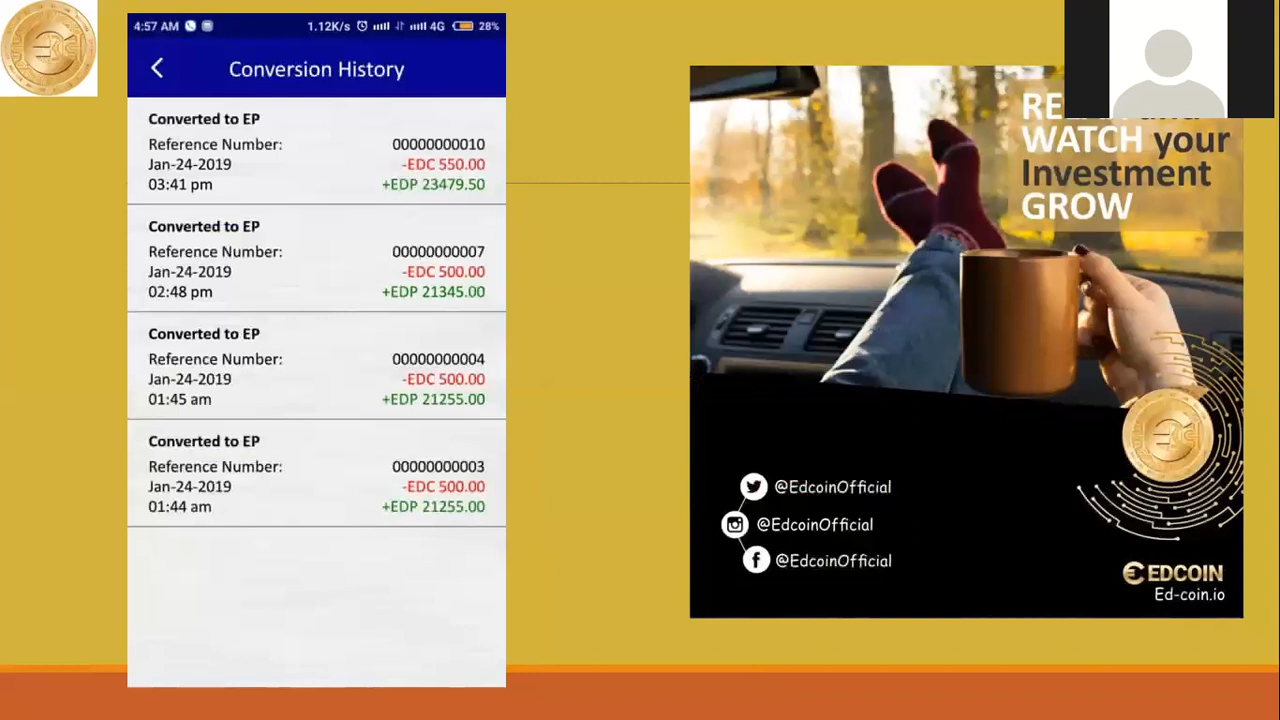 4:57 AM 1.12K/s 4G 28%
Conversion History
Converted to EP
Reference Number: 00000000010
Jan-24-2019 -EDC 550.00
03:41 pm +EDP 23479.50
Converted to EP
Reference Number: 00000000007
Jan-24-2019 -EDC 500.00
02:48 pm +EDP 21345.00
Converted to EP
Reference Number: 00000000004
Jan-24-2019 -EDC 500.00
01:45 am +EDP 21255.00
Converted to EP
Reference Number: 00000000003
Jan-24-2019 -EDC 500.00
01:44 am +EDP 21255.00
WATCH your
Investment
GROW
@EdcoinOfficial
@EdcoinOfficial
@EdcoinOfficial
EDCOIN
Ed-coin.io